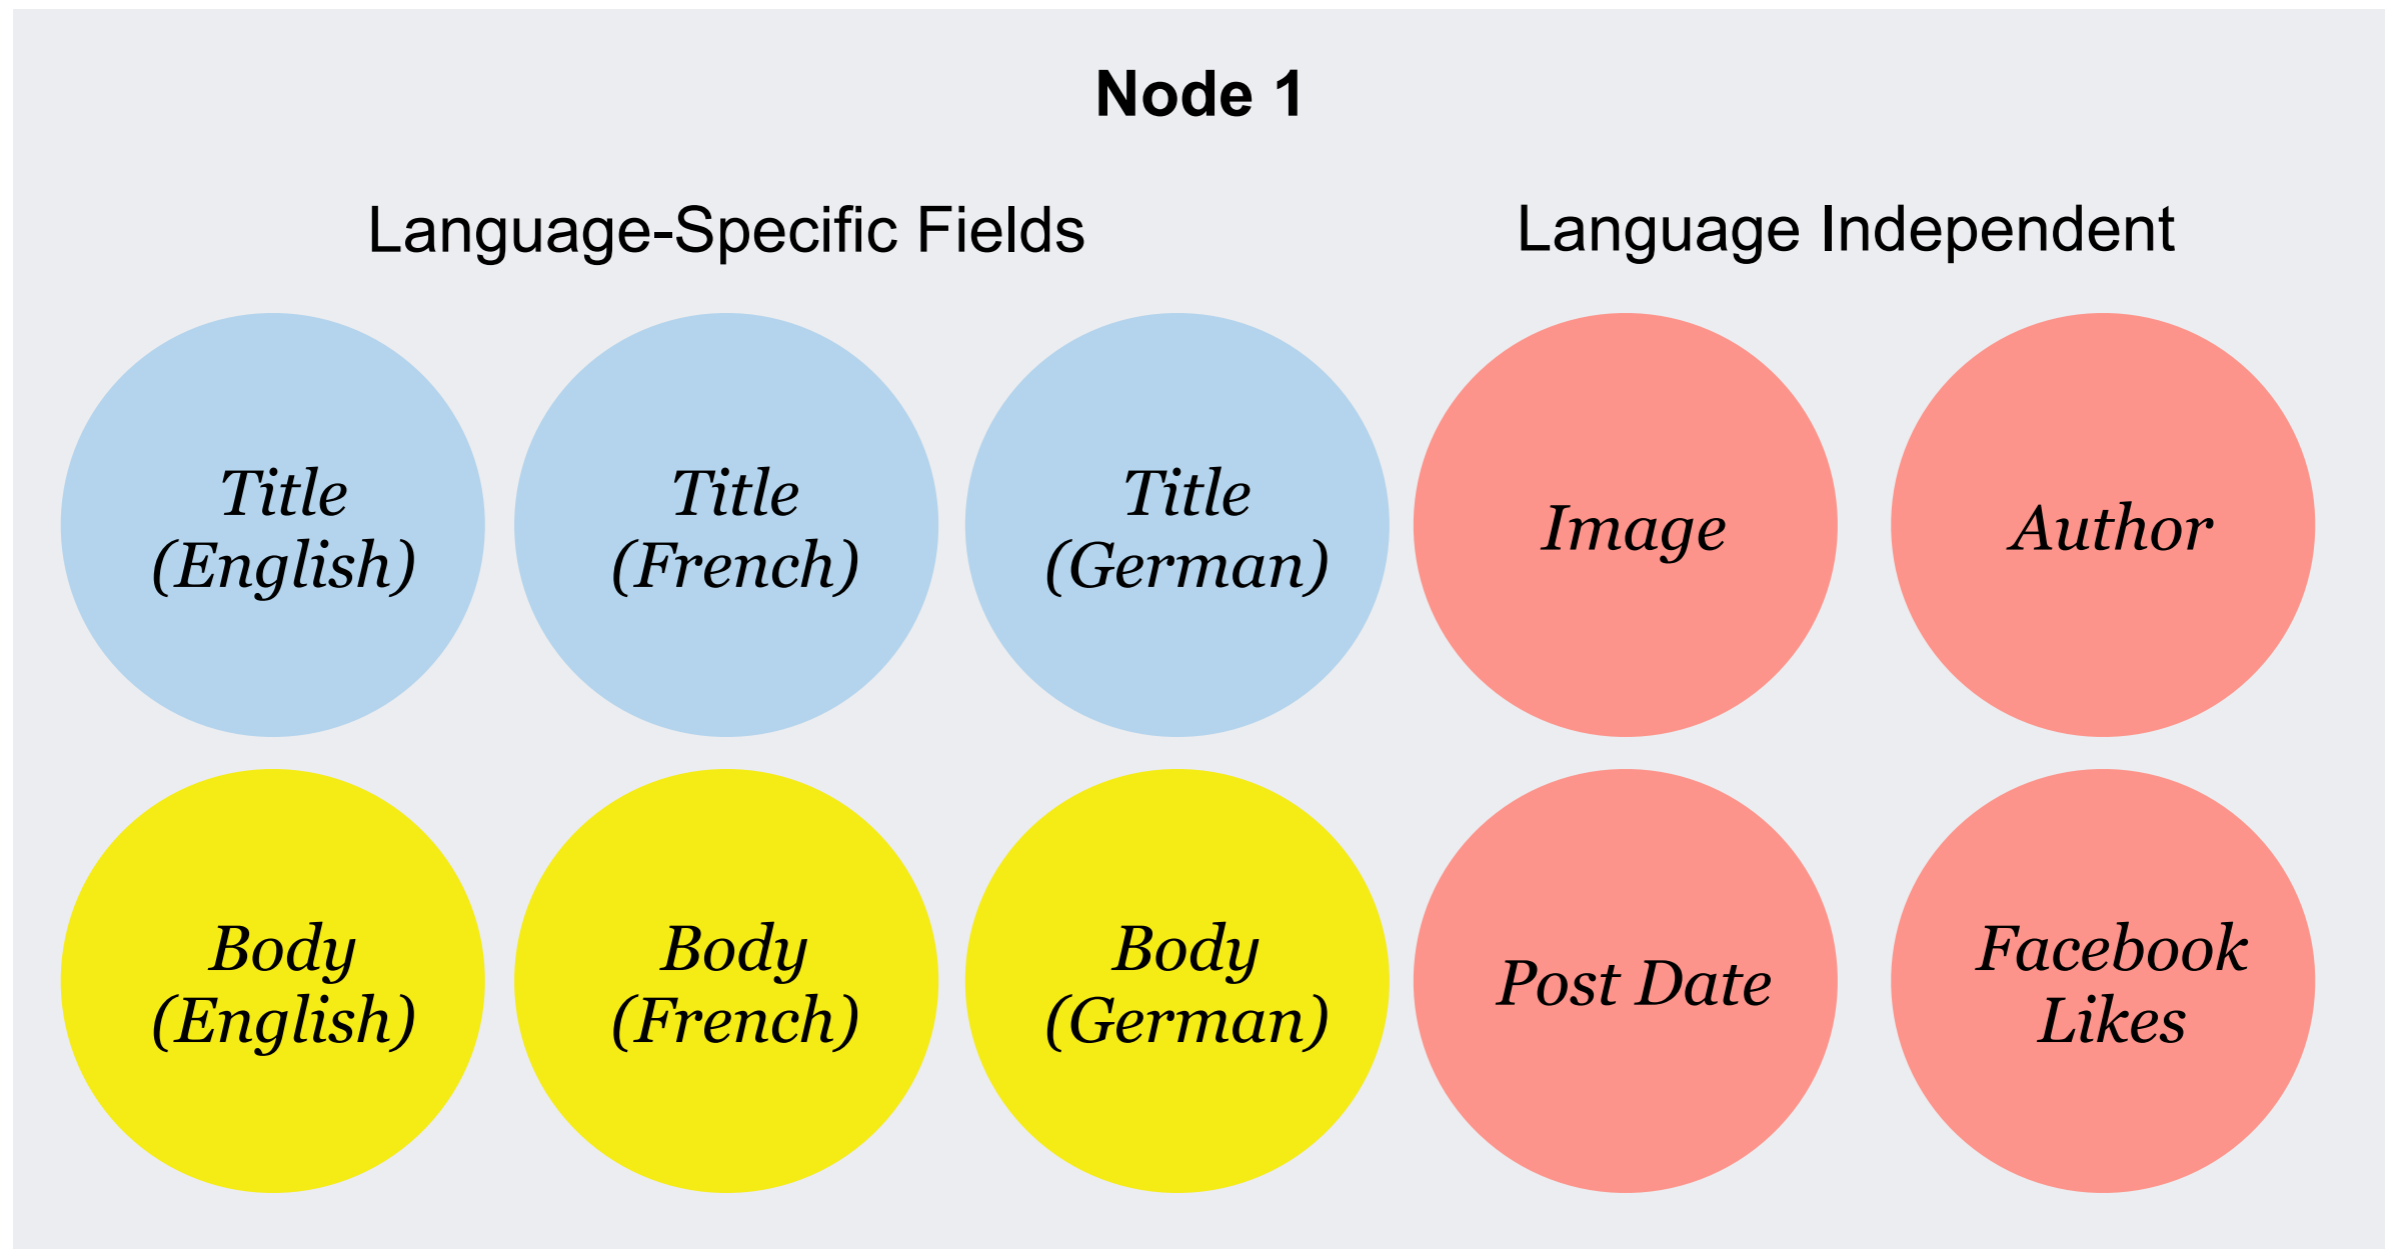 Node 1
Language-Specific Fields
Language Independent
Title
(English)
Title
(French)
Title
(German)
Image
Author
Body
(English)
Body
(French)
Body
(German)
Post Date
Facebook
Likes